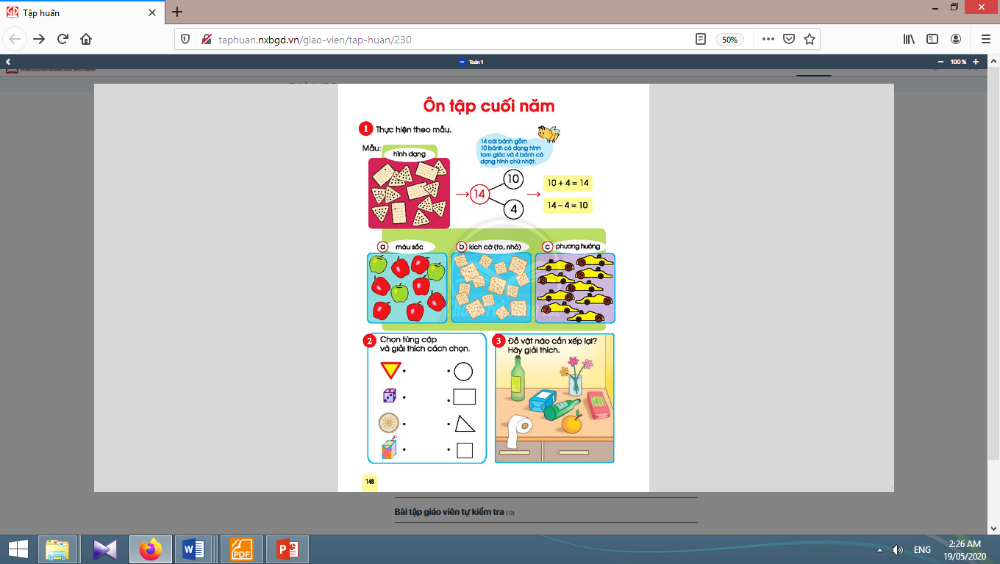 Tập huấn
taphuan.nxbgd.vn/giao-vien/tap-huan/230
50%
Toán 1
100 %
Ôn tập cuối năm
1 Thực hiện theo mẫu.
Mẫu:
hình dạng
14 cái bánh gồm
10 bánh có dạng hình
tam giác và 4 bánh có
dạng hình chữ nhật.
14
10
4
10 + 4 = 14
14 – 4 = 10
a màu sắc
b kích cỡ (to, nhỏ)
c phương hướng
2 Chọn từng cặp
và giải thích cách chọn.
3 Đồ vật nào cần xếp lại?
Hãy giải thích.
148
Bài tập giáo viên tự kiểm tra (0)
PDF
ENG
2:26 AM
19/05/2020